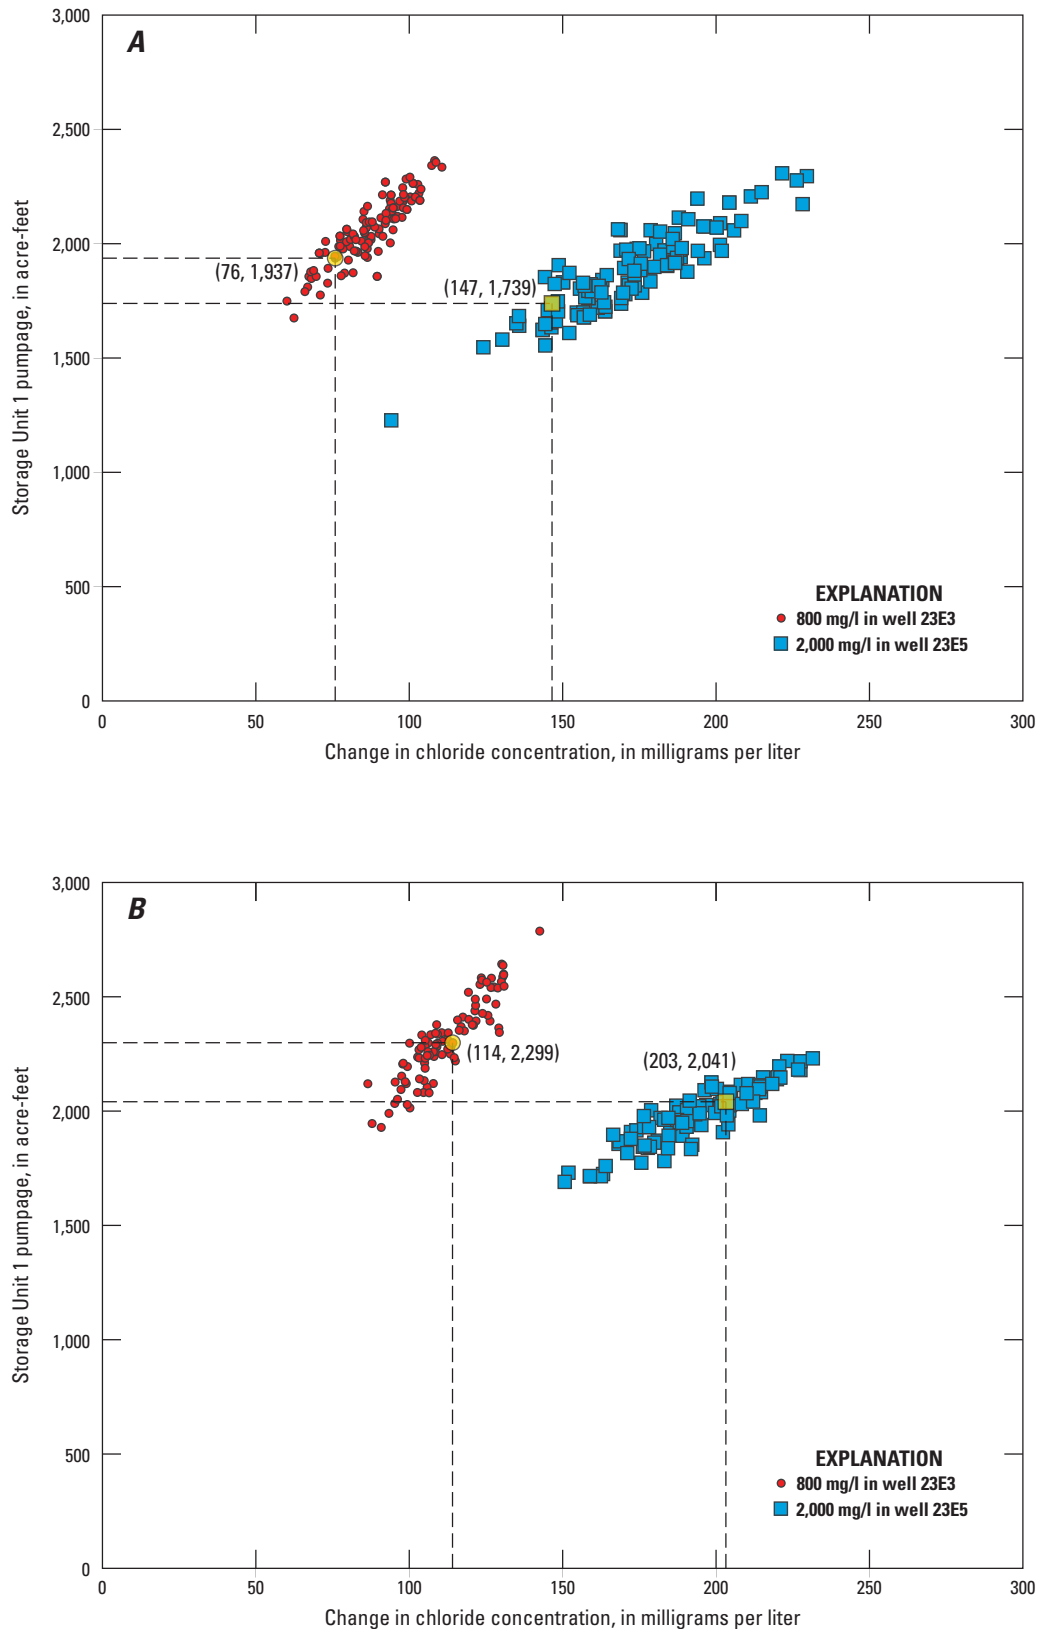 A
3,000
2,500
2,000
1,500
1,000
500
0
Storage Unit 1 pumpage, in acre-feet
(76, 1,937)
(147, 1,739)
EXPLANATION
800 mg/l in well 23E3
2,000 mg/l in well 23E5
0 50 100 150 200 250 300
Change in chloride concentration, in milligrams per liter
B
3,000
2,500
2,000
1,500
1,000
500
0
Storage Unit 1 pumpage, in acre-feet
(114, 2,299)
(203, 2,041)
EXPLANATION
800 mg/l in well 23E3
2,000 mg/l in well 23E5
0 50 100 150 200 250 300
Change in chloride concentration, in milligrams per liter